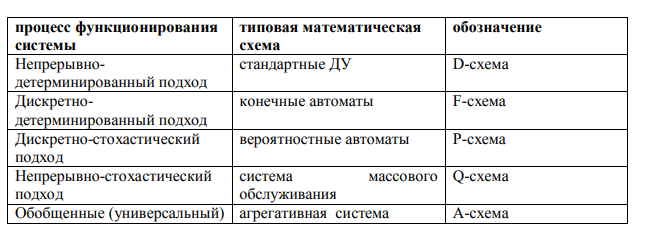 процесс функционирования системы	типовая математическая схема	обозначение
Непрерывно-детерминированный подход	стандартные ДУ	D-схема
Дискретно-детерминированный подход	конечные автоматы	F-схема
Дискретно-стохастический подход	вероятностные автоматы	P-схема
Непрерывно-стохастический подход	система массового обслуживания	Q-схема
Обобщенные (универсальный)	агрегативная система	A-схема